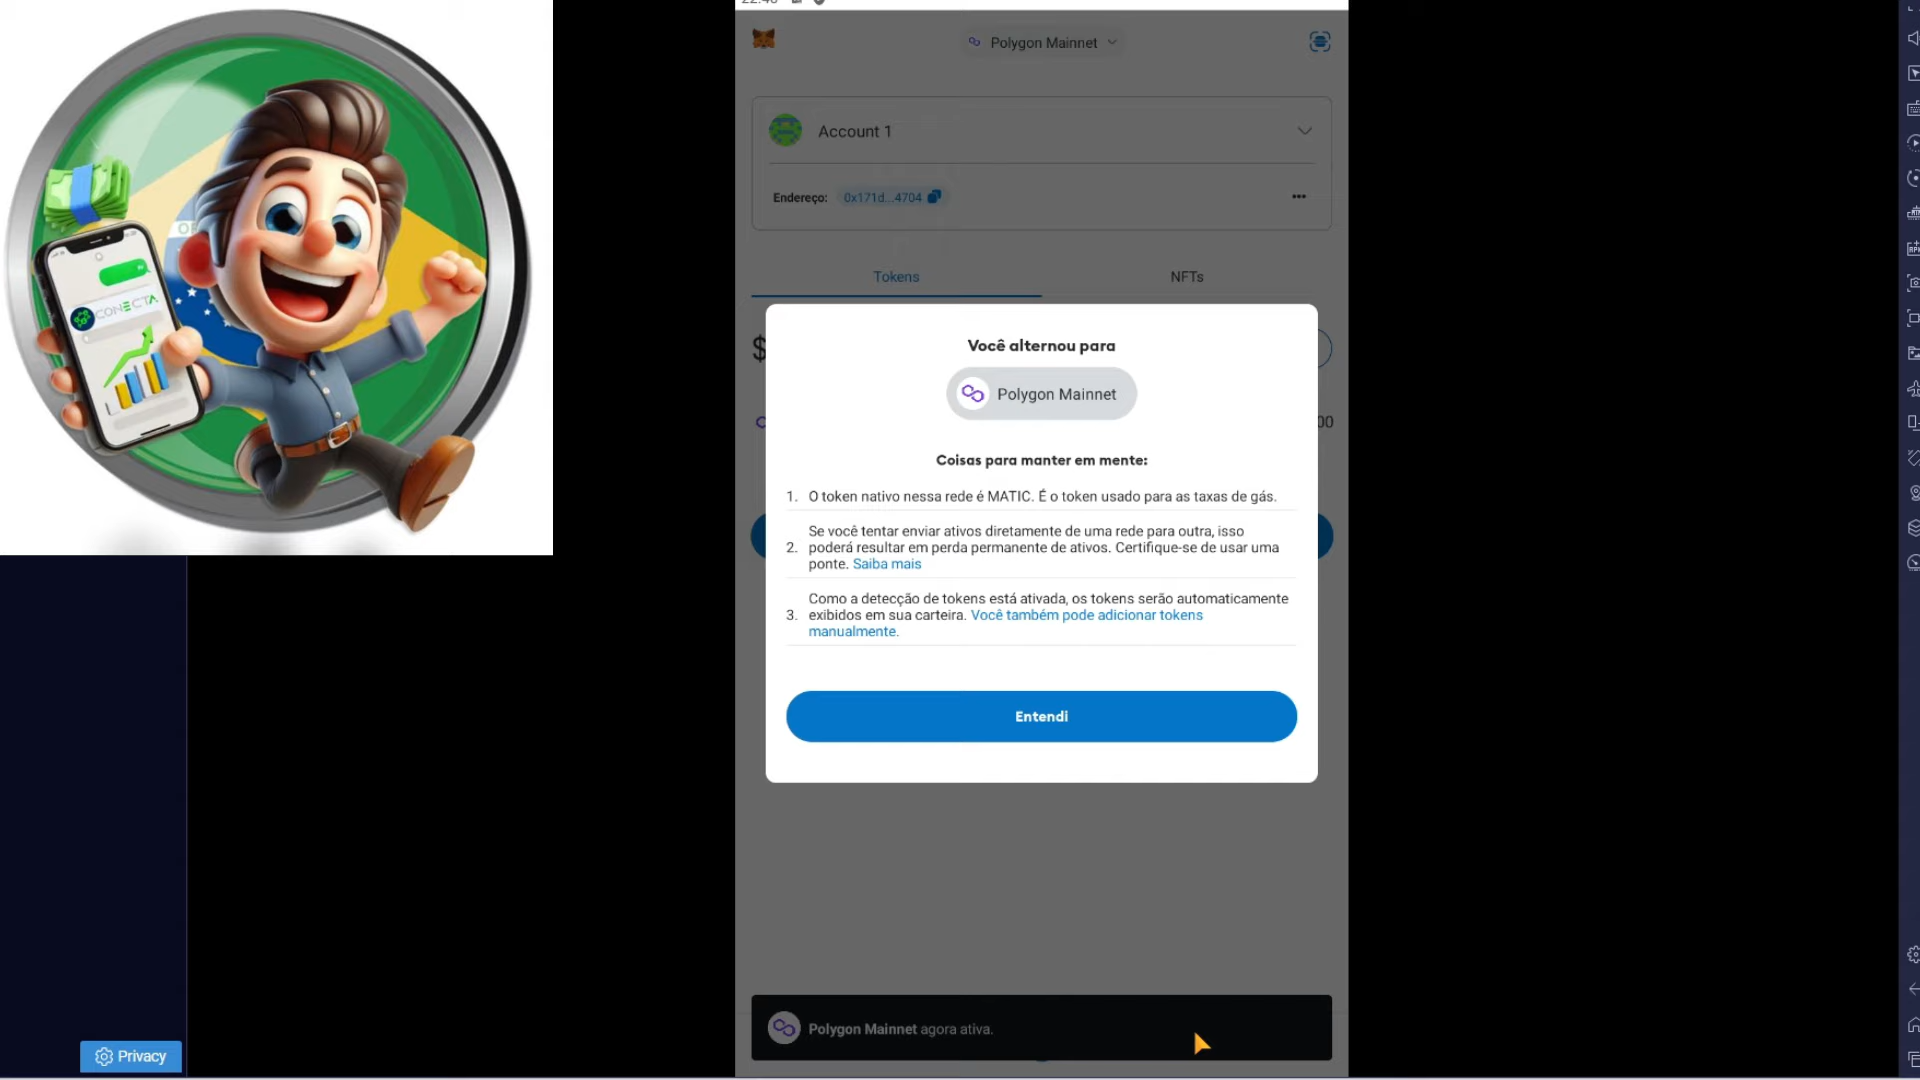 Polygon Mainnet
Account 1
Endereço: 0x171d...4704
Tokens
NFTs
$
00
Você alternou para
Polygon Mainnet
Coisas para manter em mente:
1. O token nativo nessa rede é MATIC. É o token usado para as taxas de gás.
Se você tentar enviar ativos diretamente de uma rede para outra, isso
2. poderá resultar em perda permanente de ativos. Certifique-se de usar uma
ponte. Saiba mais
Como a detecção de tokens está ativada, os tokens serão automaticamente
3. exibidos em sua carteira. Você também pode adicionar tokens
manualmente.
Entendi
Polygon Mainnet agora ativa.
CONECTA
Privacy